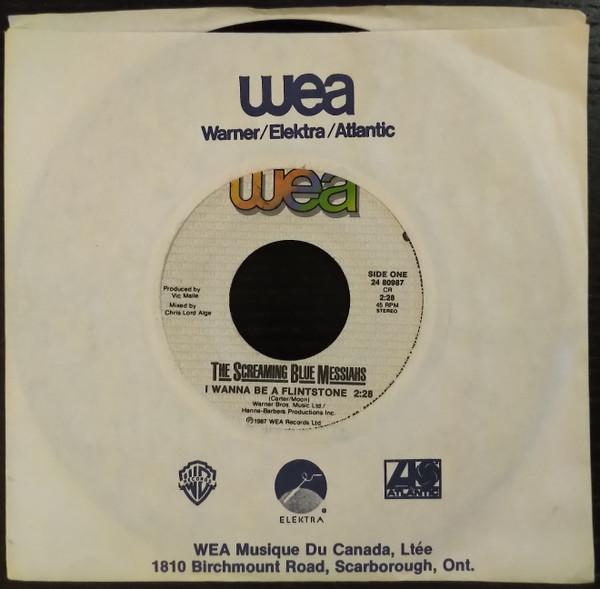 wea
Warner/Elektra/Atlantic
wea
SIDE ONE
24 80987
CR
2:28
45 RPM
STEREO
Produced by
Vic Maile
Mixed by
Chris Lord Alge
THE SCREAMING BLUE MESSIAHS
I WANNA BE A FLINTSTONE 2:28
(Carter/Moon)
Warner Bros. Music Ltd./
Hanna-Barbera Productions Inc.
℗1987 WEA Records Ltd.
WB
RECORDS
ELEKTRA
ATLANTIC
WEA Musique Du Canada, Ltée
1810 Birchmount Road, Scarborough, Ont.